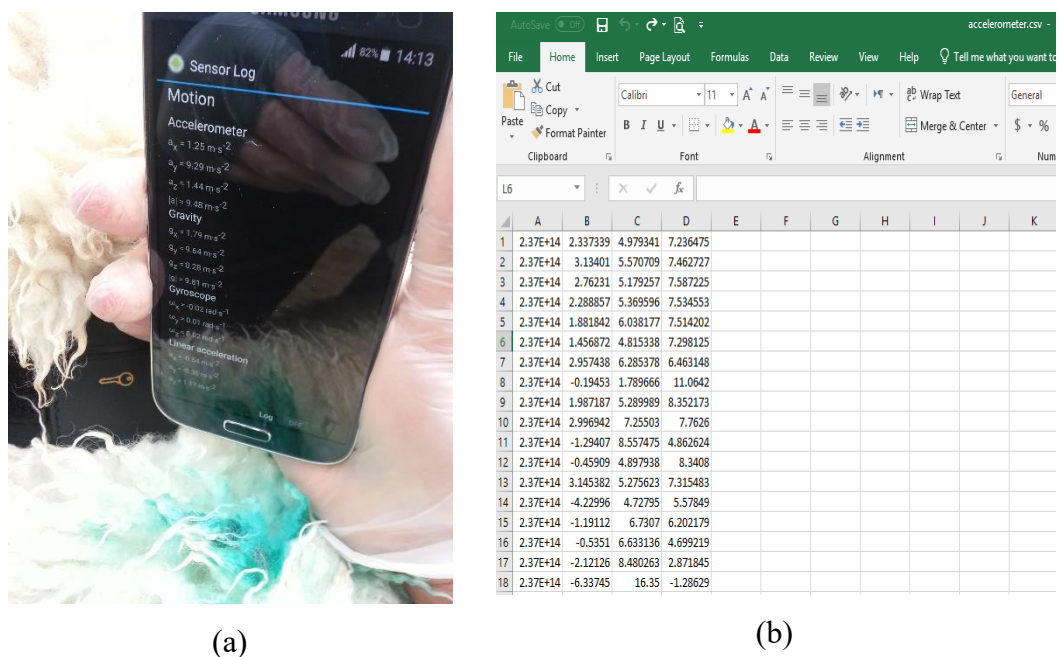 SAMSUNG
82% 14:13
Sensor Log
Motion
Accelerometer
ax = 1.25 m·s-2
ay = 9.29 m·s-2
az = 1.44 m·s-2
|a| = 9.48 m·s-2
Gravity
gx = 1.79 m·s-2
gy = 9.64 m·s-2
gz = 0.28 m·s-2
|g| = 9.81 m·s-2
Gyroscope
ωx = -0.02 rad·s-1
ωy = 0.01 rad·s-1
Linear acceleration
Log
(a)
AutoSave Off accelerometer.csv -
File Home Insert Page Layout Formulas Data Review View Help Tell me what you want to
Cut
Copy
Format Painter
Paste
Clipboard
Calibri 11 A A
B I U A
Font
ab Wrap Text
Merge & Center
Alignment
General
$ %
Num
L6 fx
A B C D E F G H I J K
1 2.37E+14 2.337339 4.979341 7.236475
2 2.37E+14 3.13401 5.570709 7.462727
3 2.37E+14 2.76231 5.179257 7.587225
4 2.37E+14 2.288857 5.369596 7.534553
5 2.37E+14 1.881842 6.038177 7.514202
6 2.37E+14 1.456872 4.815338 7.298125
7 2.37E+14 2.957438 6.285378 6.463148
8 2.37E+14 -0.19453 1.789666 11.0642
9 2.37E+14 1.987187 5.289989 8.352173
10 2.37E+14 2.996942 7.25503 7.7626
11 2.37E+14 -1.29407 8.557475 4.862624
12 2.37E+14 -0.45909 4.897938 8.3408
13 2.37E+14 3.145382 5.275623 7.315483
14 2.37E+14 -4.22996 4.72795 5.57849
15 2.37E+14 -1.19112 6.7307 6.202179
16 2.37E+14 -0.5351 6.633136 4.699219
17 2.37E+14 -2.12126 8.480263 2.871845
18 2.37E+14 -6.33745 16.35 -1.28629
(b)